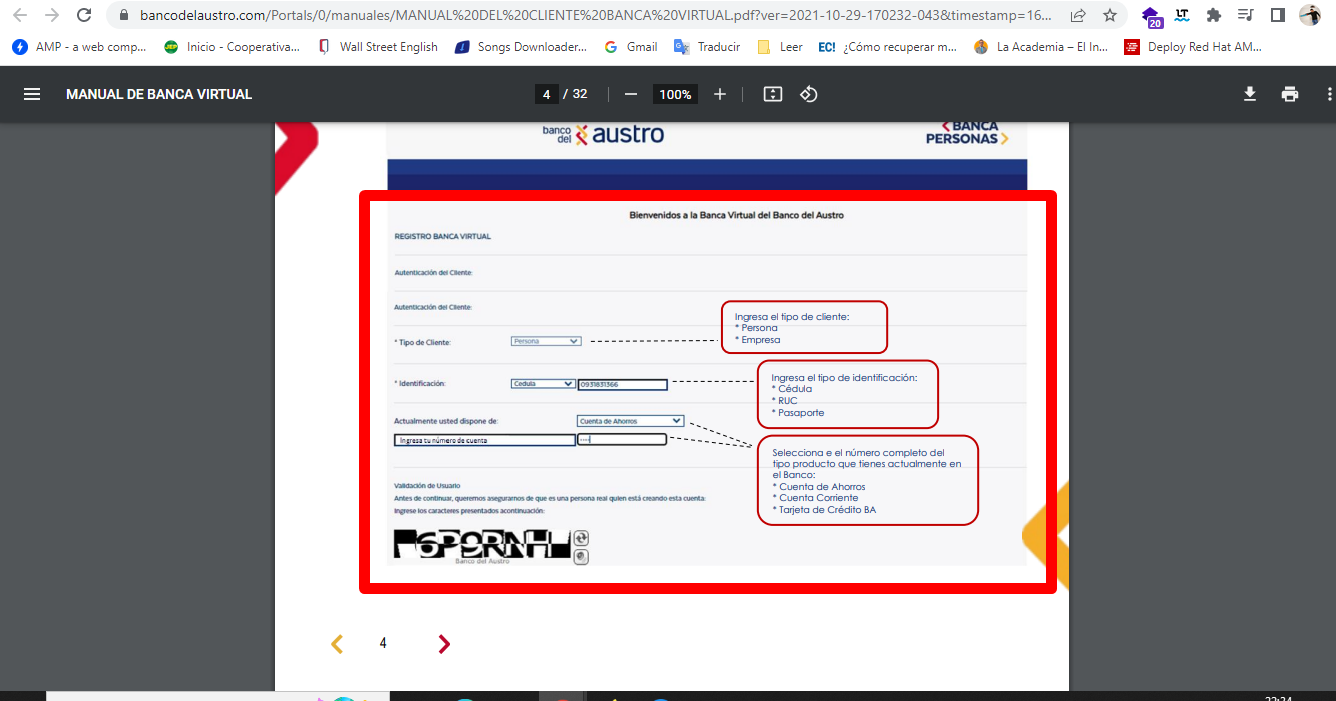 bancodelaustro.com/Portals/0/manuales/MANUAL%20DEL%20CLIENTE%20BANCA%20VIRTUAL.pdf?ver=2021-10-29-170232-043&timestamp=16...
20
LT
AMP - a web comp...
JEP
Inicio - Cooperativa...
Wall Street English
Songs Downloader...
Gmail
Traducir
Leer
EC!
¿Cómo recuperar m...
La Academia – El In...
Deploy Red Hat AM...
MANUAL DE BANCA VIRTUAL
4 / 32
100%
banco del austro
BANCA PERSONAS
Bienvenidos a la Banca Virtual del Banco del Austro
REGISTRO BANCA VIRTUAL
Autenticación del Cliente:
Autenticación del Cliente:
Ingresa el tipo de cliente:
* Persona
* Empresa
* Tipo de Cliente:
Persona
Ingresa el tipo de identificación:
* Cédula
* RUC
* Pasaporte
* Identificación:
Cedula
0931831366
Actualmente usted dispone de:
Cuenta de Ahorros
Ingresa tu número de cuenta
Selecciona e el número completo del
tipo producto que tienes actualmente en
el Banco:
* Cuenta de Ahorros
* Cuenta Corriente
* Tarjeta de Crédito BA
Validación de Usuario
Antes de continuar, queremos asegurarnos de que es una persona real quien está creando esta cuenta:
Ingrese los caracteres presentados acontinuación:
Banco del Austro
4